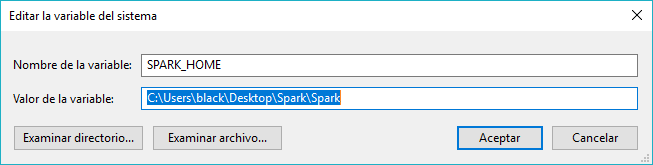 Editar la variable del sistema
Nombre de la variable: SPARK_HOME
Valor de la variable: C:\Users\black\Desktop\Spark\Spark
Examinar directorio... Examinar archivo... Aceptar Cancelar